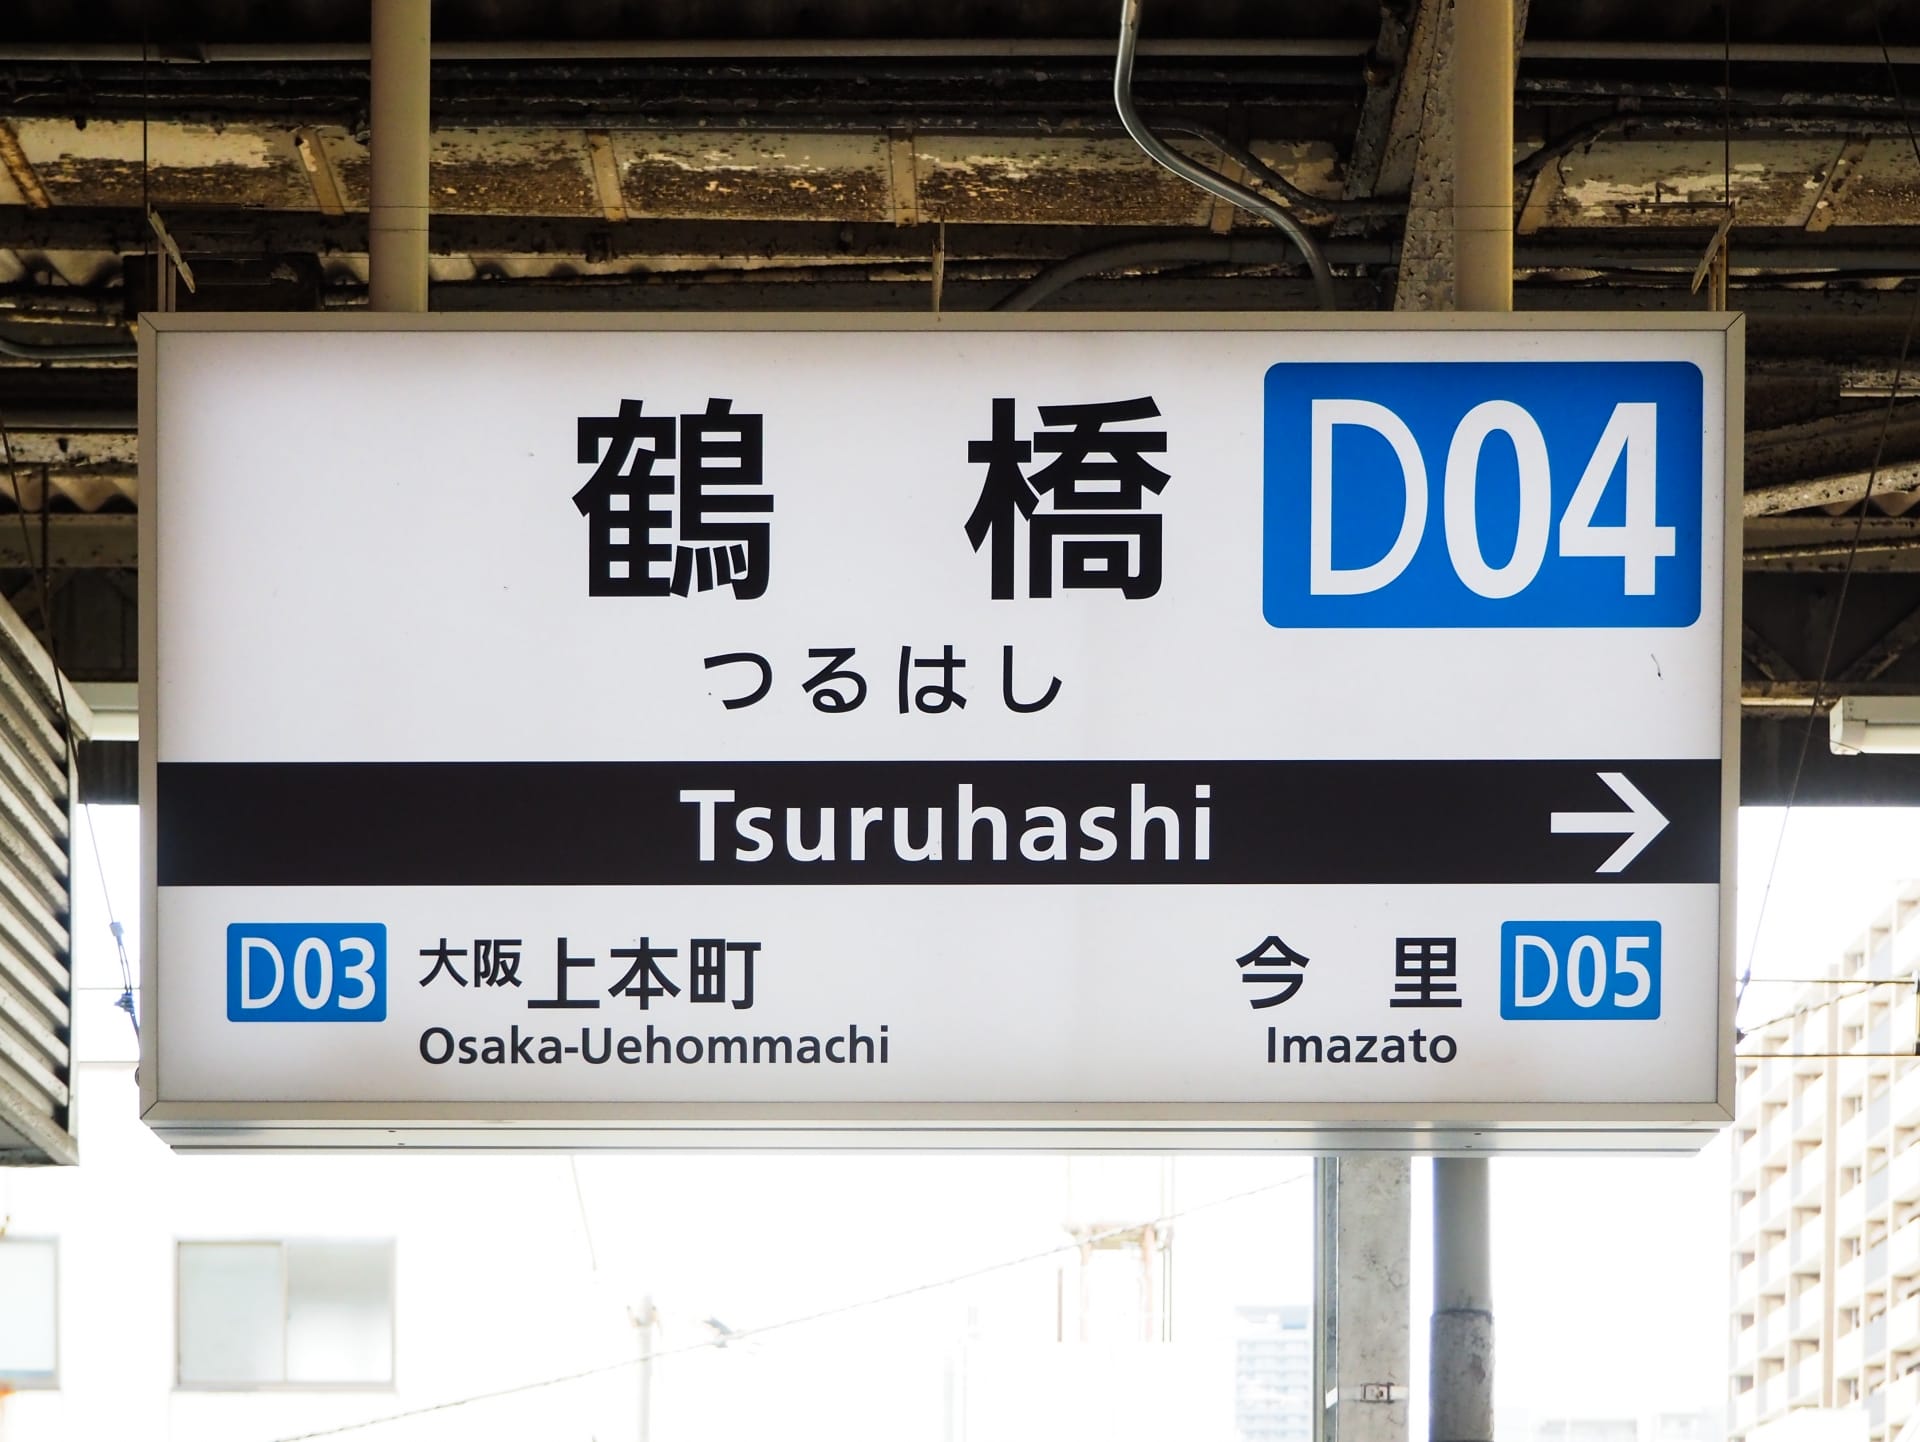 鶴橋 D04
つるはし
Tsuruhashi →
D03 大阪上本町 今里 D05
Osaka-Uehommachi Imazato